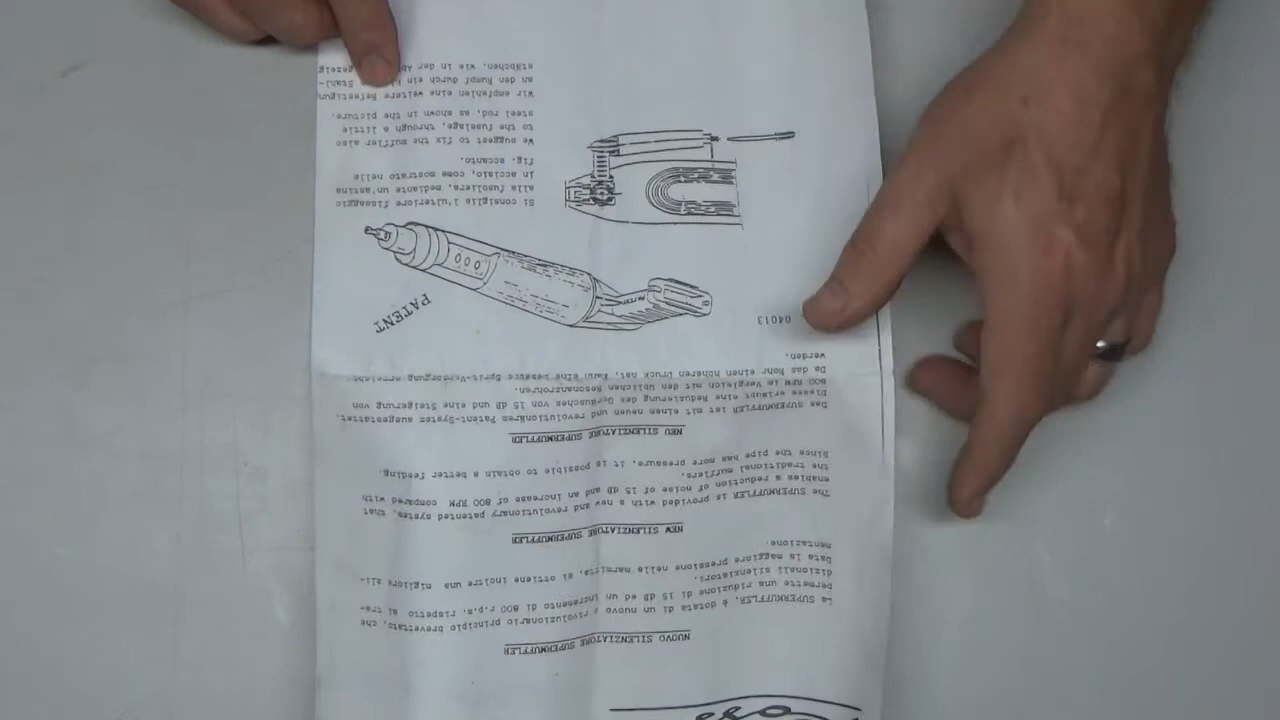 NUOVO SILENZIATORE SUPERMUFFLER
La SUPERMUFFLER, è dotata di un nuovo e rivoluzionario principio brevettato, che
permette una riduzione di 15 dB ed un incremento di 800 r.p.m. rispetto ai tra-
dizionali silenziatori.
Data la maggiore pressione nella marmitta, si ottiene inoltre una migliore ali-
mentazione.
NEW SILENZIATORE SUPERMUFFLER
The SUPERMUFFLER is provided with a new and revolutionary patented systes, that
enables a reduction of noise of 15 dB and an increase of 800 RPM compared with
the traditional mufflers.
Since the pipe has more pressure, it is possible to obtain a better feeding.
NEU SILENZIATORE SUPERMUFFLER
Das SUPERMUFFLER ist mit einen neuen und revolutionären Patent-Systes ausgestattet.
Dieses erlaubt eine Reduzierung des Geräusches von 15 dB und eine Steigerung von
800 RPM im Vergleich mit den üblichen Resonanzrohren.
Da das Rohr einen höheren Druck hat, kann eine bessere Sprit-Versorgung erreicht
werden.
04013
PATENT
Si consiglia l'ulteriore fissaggio
alla fusoliera, mediante un'astina
in acciaio, come mostrato nella
fig. accanto.
We suggest to fix the muffler also
to the fuselage, through a little
steel rod, as shown in the picture.
Wir empfehlen eine weitere Befestigung
an den Rumpf durch ein Stahl-
stäbchen, wie in der gezeig